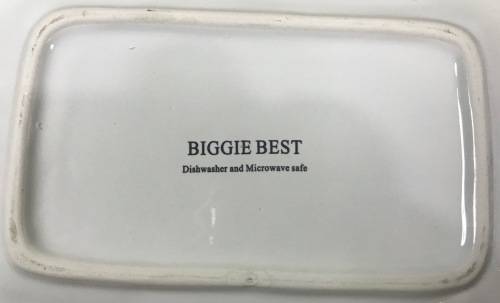 BIGGIE BEST
Dishwasher and Microwave safe